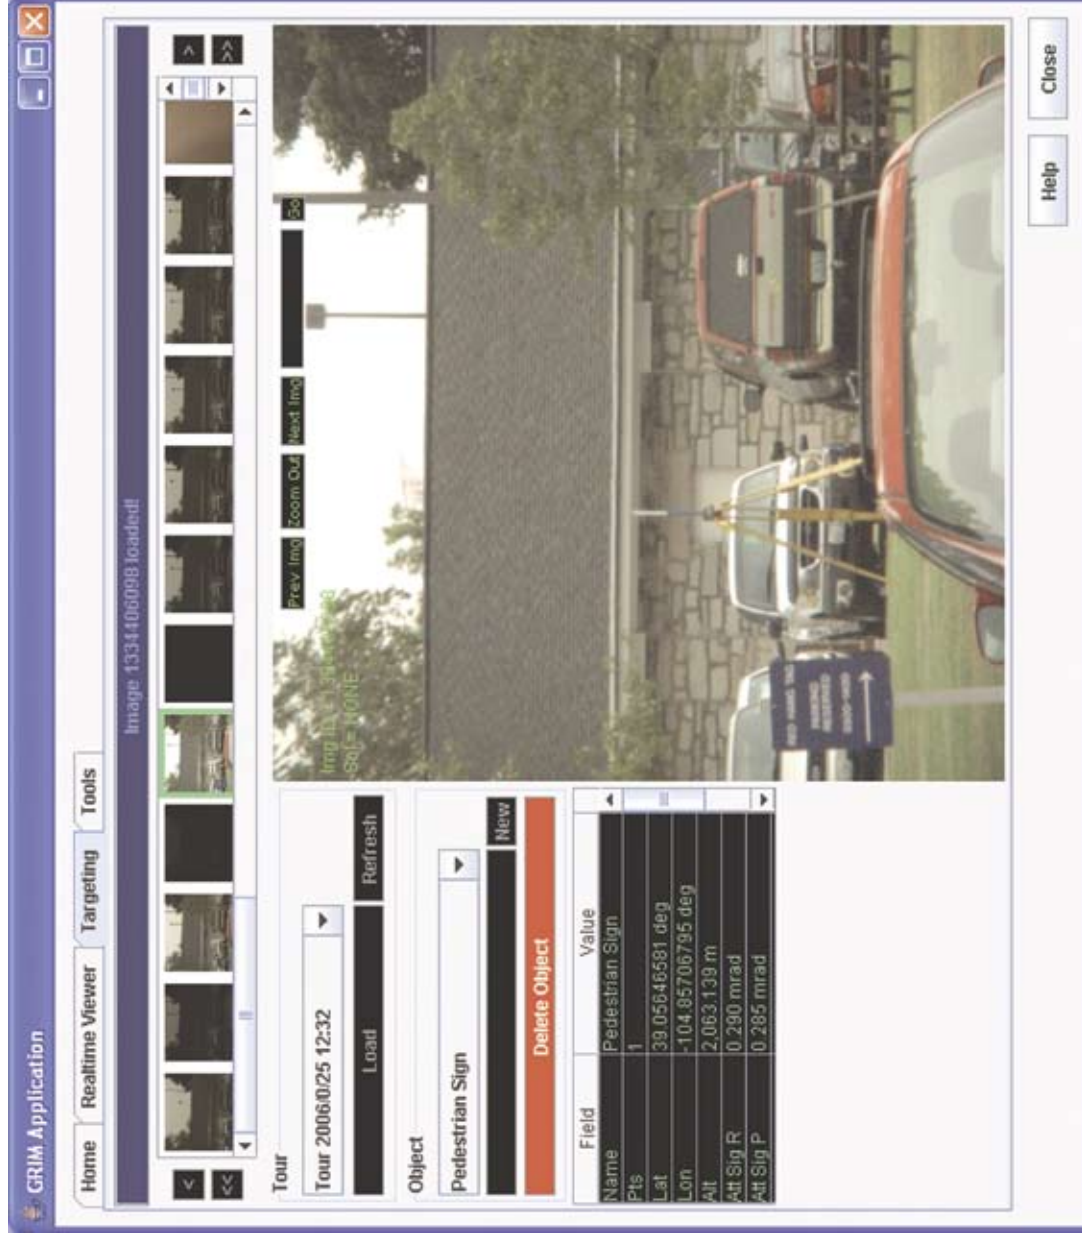 GRIM Application
Home Realtime Viewer Targeting Tools
Image 1334406098 loaded!
< >
<< >>
Tour
Tour 2006/0/25 12:32
Load Refresh
Object
Pedestrian Sign
New
Delete Object
Field Value
Name Pedestrian Sign
Pts 1
Lat 39.05646581 deg
Lon -104.85706795 deg
Alt 2,063.139 m
Att Sig R 0.290 mrad
Att Sig P 0.285 mrad
Prev Img Zoom Out Next Img Go
Img
NONE
Help Close